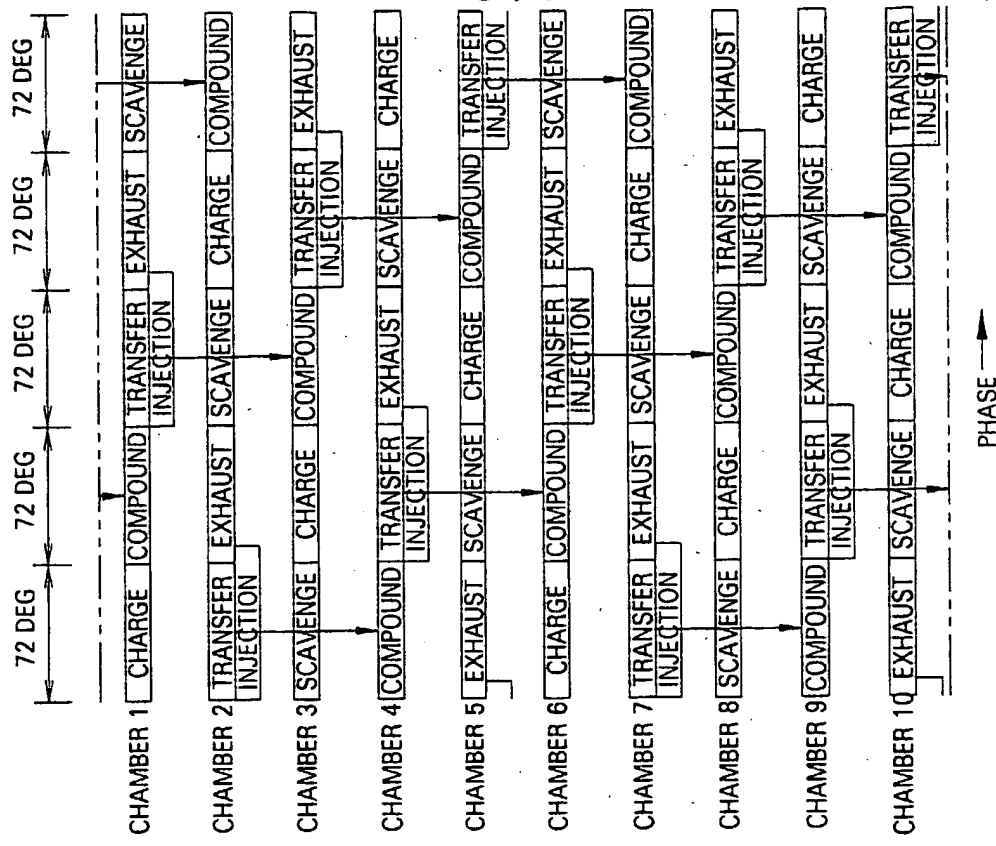 72 DEG 72 DEG 72 DEG 72 DEG 72 DEG
CHAMBER 1 CHARGE COMPOUND TRANSFER EXHAUST SCAVENGE
INJECTION
CHAMBER 2 TRANSFER EXHAUST SCAVENGE CHARGE COMPOUND
INJECTION
CHAMBER 3 SCAVENGE CHARGE COMPOUND TRANSFER EXHAUST
INJECTION
CHAMBER 4 COMPOUND TRANSFER EXHAUST SCAVENGE CHARGE
INJECTION
CHAMBER 5 EXHAUST SCAVENGE CHARGE COMPOUND TRANSFER
INJECTION
CHAMBER 6 CHARGE COMPOUND TRANSFER EXHAUST SCAVENGE
INJECTION
CHAMBER 7 TRANSFER EXHAUST SCAVENGE CHARGE COMPOUND
INJECTION
CHAMBER 8 SCAVENGE CHARGE COMPOUND TRANSFER EXHAUST
INJECTION
CHAMBER 9 COMPOUND TRANSFER EXHAUST SCAVENGE CHARGE
INJECTION
CHAMBER 10 EXHAUST SCAVENGE CHARGE COMPOUND TRANSFER
INJECTION
PHASE